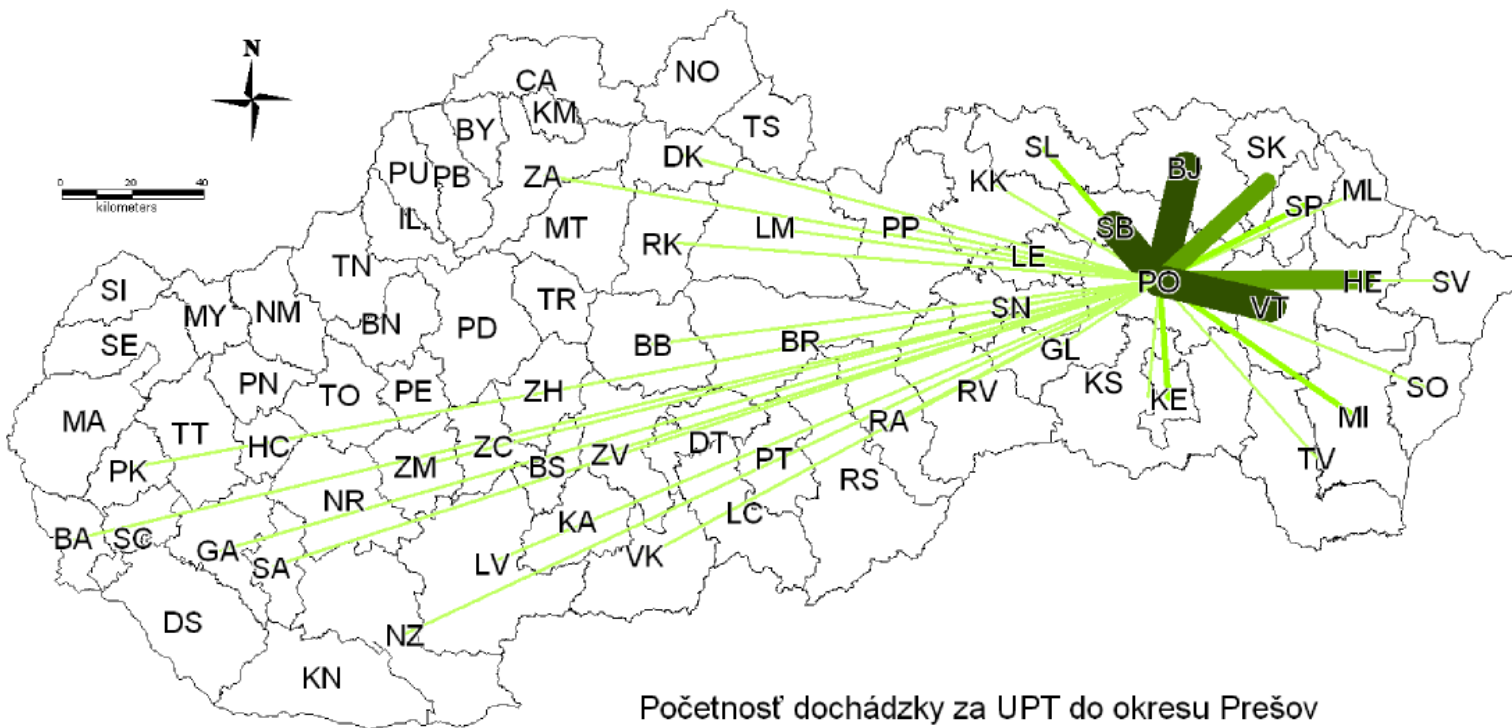 N
NO
CA
KM
TS
BY
DK
SL
BJ
SK
PU
PB
ZA
KK
ML
SP
0 20 40
kilometers
IL
MT
LM
PP
SB
RK
LE
TN
PO
HE
SV
SI
TR
MY
NM
SN
VT
BN
PD
SE
BB
BR
GL
PN
PE
KS
SO
TO
ZH
RV
KE
MA
TT
RA
MI
HC
ZC
DT
PK
ZM
BS
ZV
PT
TV
RS
NR
LC
KA
BA
SC
GA
VK
SA
LV
DS
NZ
KN
Početnosť dochádzky za UPT do okresu Prešov